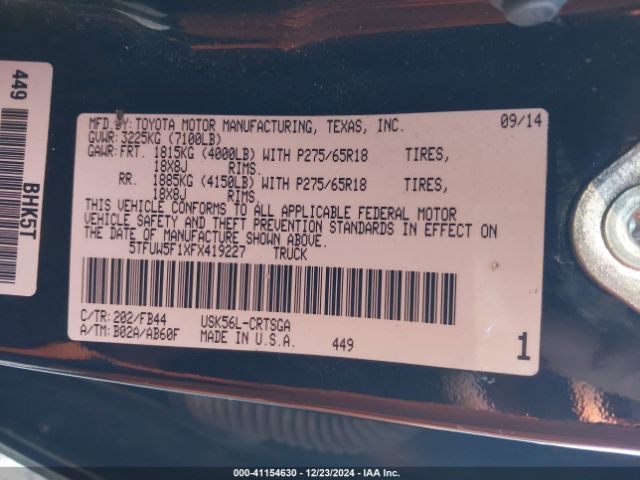 449
BHK5T
MFD BY: TOYOTA MOTOR MANUFACTURING, TEXAS, INC. 09/14
GVWR: 3225KG (7100LB)
GAWR: FRT. 1815KG (4000LB) WITH P275/65R18 TIRES,
18X8J RIMS.
RR. 1885KG (4150LB) WITH P275/65R18 TIRES,
18X8J RIMS.
THIS VEHICLE CONFORMS TO ALL APPLICABLE FEDERAL MOTOR
VEHICLE SAFETY AND THEFT PREVENTION STANDARDS IN EFFECT ON
THE DATE OF MANUFACTURE SHOWN ABOVE.
5TFUW5F1XFX419227 TRUCK
C/TR: 202/FB44 USK56L-CRTSGA
A/TM: B02A/AB60F MADE IN U.S.A. 449
1
000-41154630 - 12/23/2024 - IAA Inc.